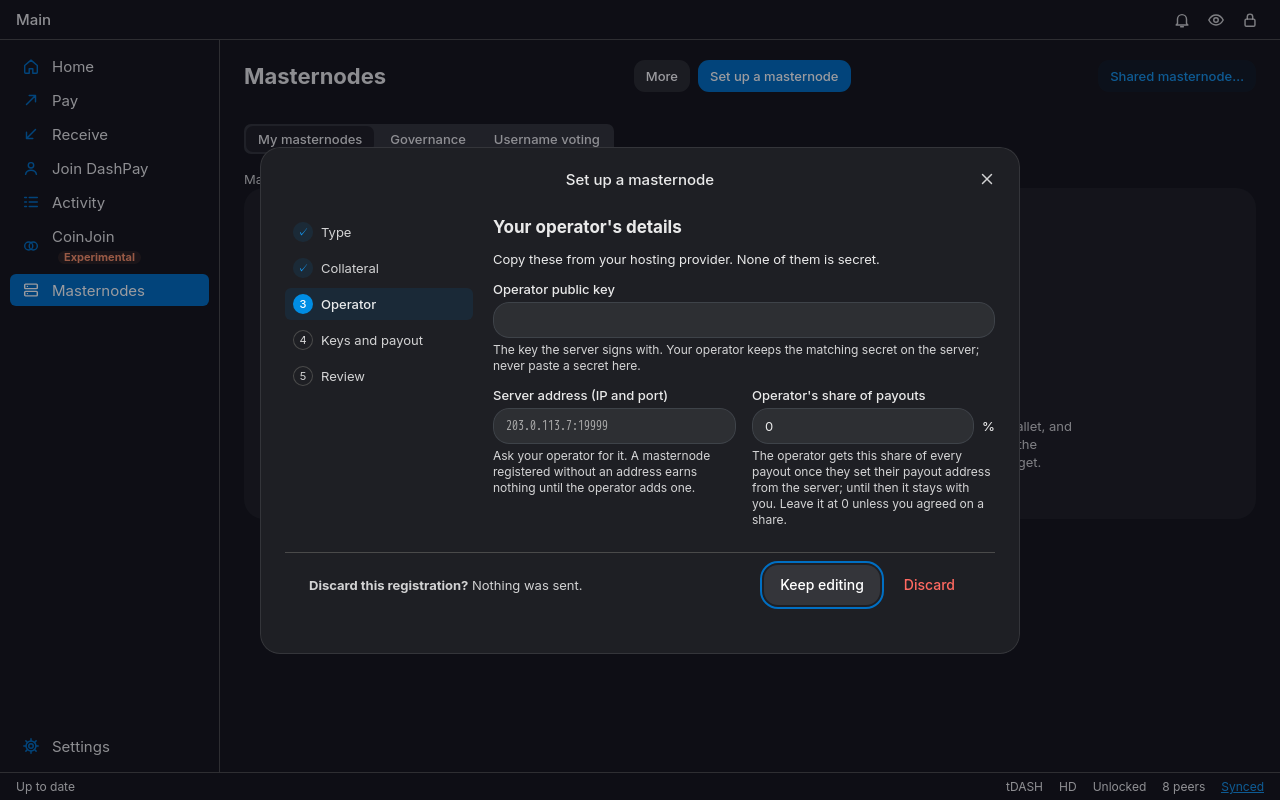 Main
Home
Pay
Receive
Join DashPay
Activity
CoinJoin
Experimental
Masternodes
Settings
Masternodes
More
Set up a masternode
Shared masternode...
My masternodes
Governance
Username voting
Ma
allet, and
the
get.
Set up a masternode
✓ Type
✓ Collateral
3 Operator
4 Keys and payout
5 Review
Your operator's details
Copy these from your hosting provider. None of them is secret.
Operator public key
The key the server signs with. Your operator keeps the matching secret on the server;
never paste a secret here.
Server address (IP and port)
203.0.113.7:19999
Ask your operator for it. A masternode
registered without an address earns
nothing until the operator adds one.
Operator's share of payouts
0 %
The operator gets this share of every
payout once they set their payout address
from the server; until then it stays with
you. Leave it at 0 unless you agreed on a
share.
Discard this registration? Nothing was sent.
Keep editing
Discard
Up to date
tDASH
HD
Unlocked
8 peers
Synced